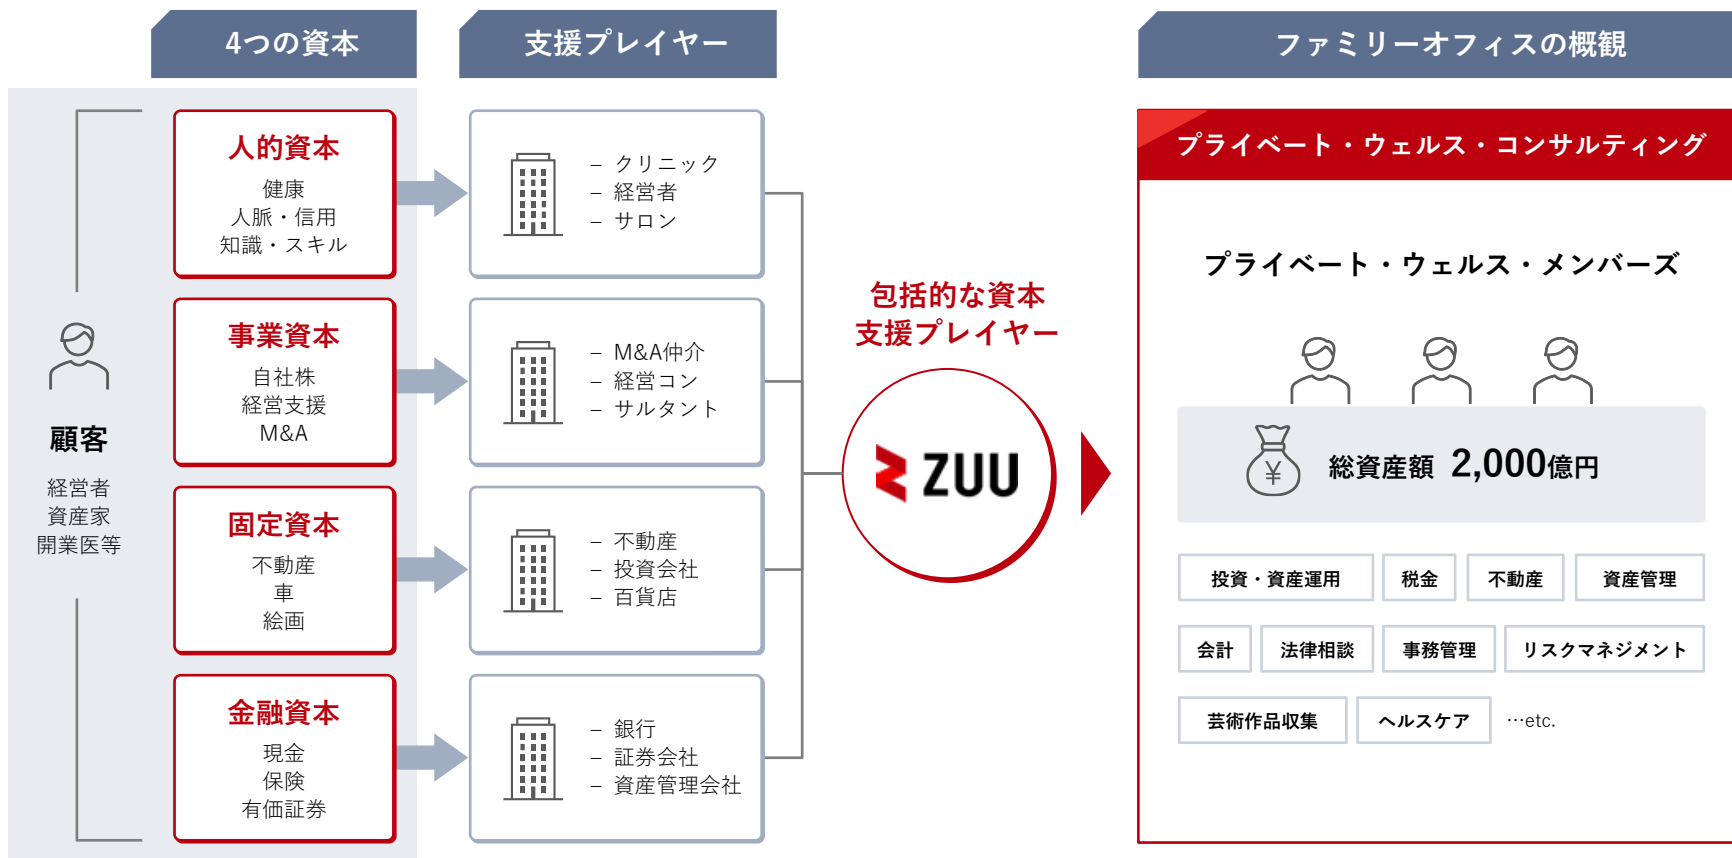 4つの資本
支援プレイヤー
ファミリーオフィスの概観
顧客
経営者
資産家
開業医等
人的資本
健康
人脈・信用
知識・スキル
– クリニック
– 経営者
– サロン
事業資本
自社株
経営支援
M&A
– M&A仲介
– 経営コン
– サルタント
固定資本
不動産
車
絵画
– 不動産
– 投資会社
– 百貨店
金融資本
現金
保険
有価証券
– 銀行
– 証券会社
– 資産管理会社
包括的な資本
支援プレイヤー
ZUU
プライベート・ウェルス・コンサルティング
プライベート・ウェルス・メンバーズ
¥
総資産額 2,000億円
投資・資産運用 税金 不動産 資産管理
会計 法律相談 事務管理 リスクマネジメント
芸術作品収集 ヘルスケア …etc.